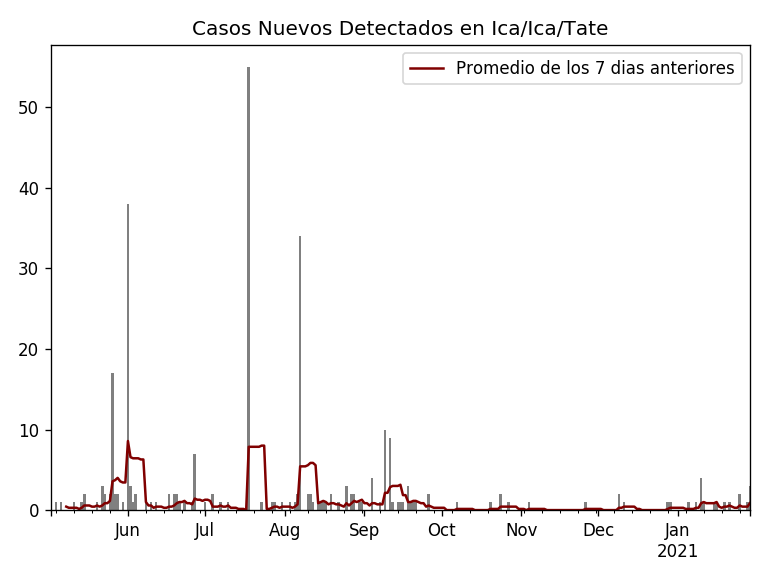 Casos Nuevos Detectados en Ica/Ica/Tate
Promedio de los 7 dias anteriores
50
40
30
20
10
0
Jun Jul Aug Sep Oct Nov Dec Jan
2021